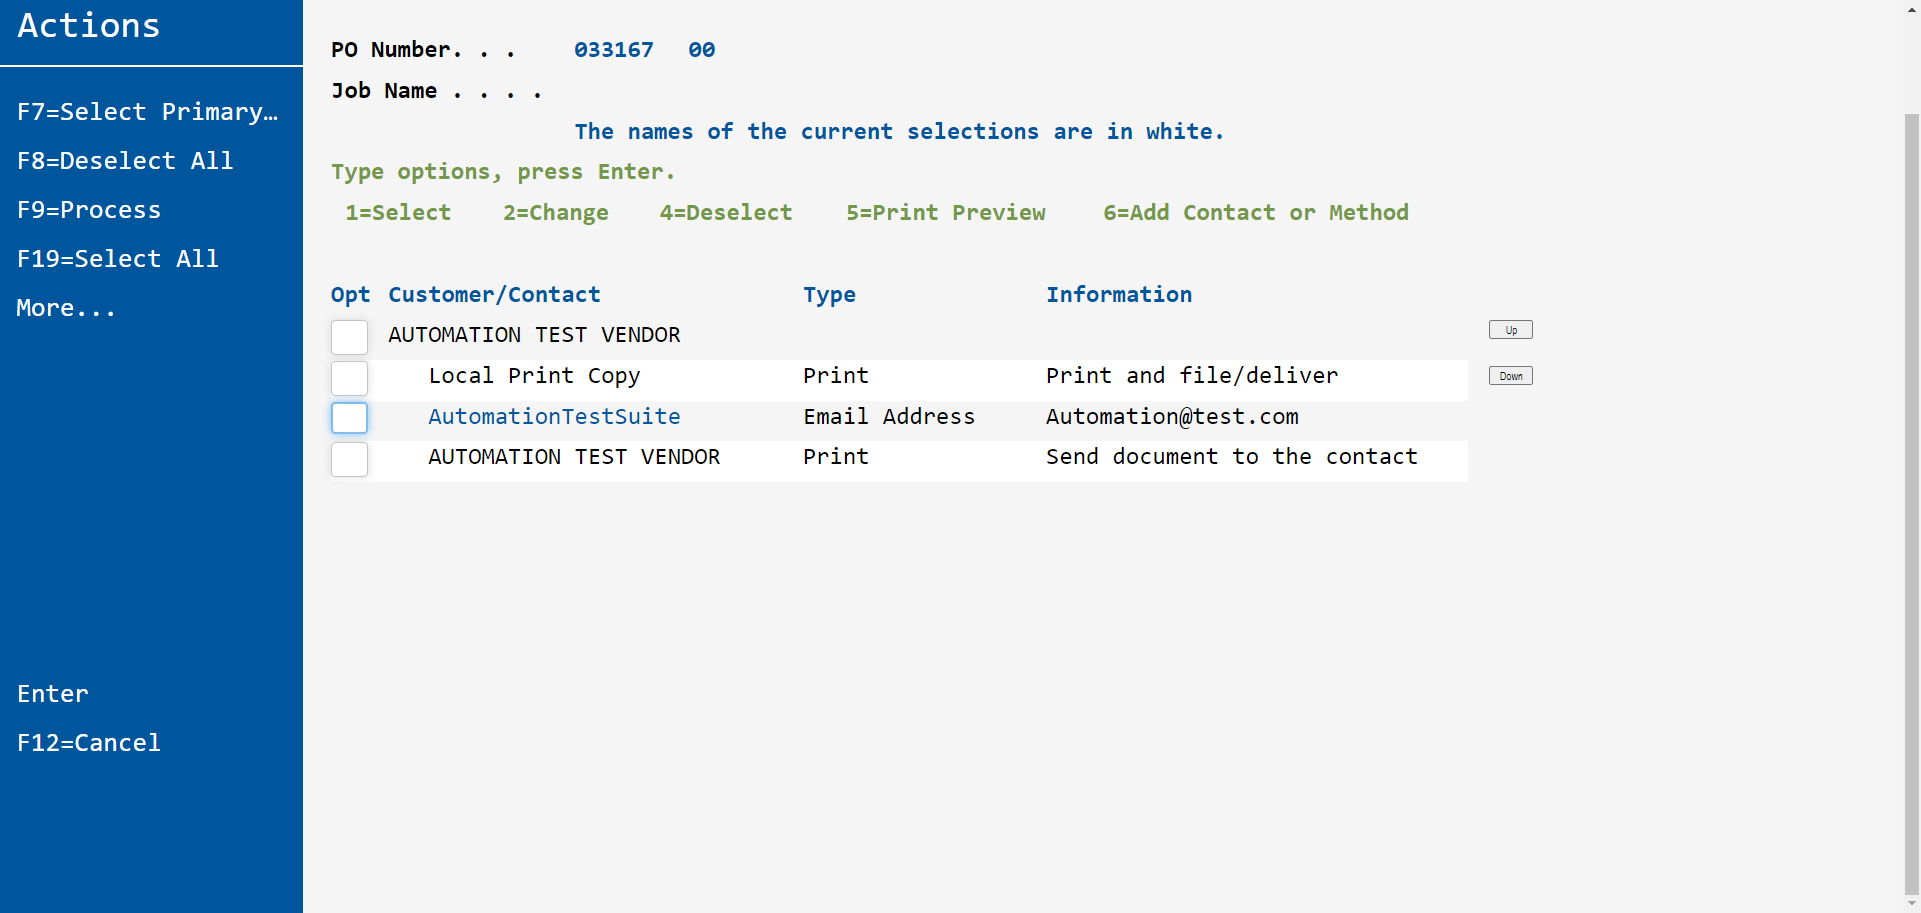 Actions
F7=Select Primary…
F8=Deselect All
F9=Process
F19=Select All
More...
Enter
F12=Cancel
PO Number. . . 033167 00
Job Name . . . .
The names of the current selections are in white.
Type options, press Enter.
1=Select 2=Change 4=Deselect 5=Print Preview 6=Add Contact or Method
Opt Customer/Contact Type Information
AUTOMATION TEST VENDOR
Up
Local Print Copy Print Print and file/deliver
Down
AutomationTestSuite Email Address Automation@test.com
AUTOMATION TEST VENDOR Print Send document to the contact